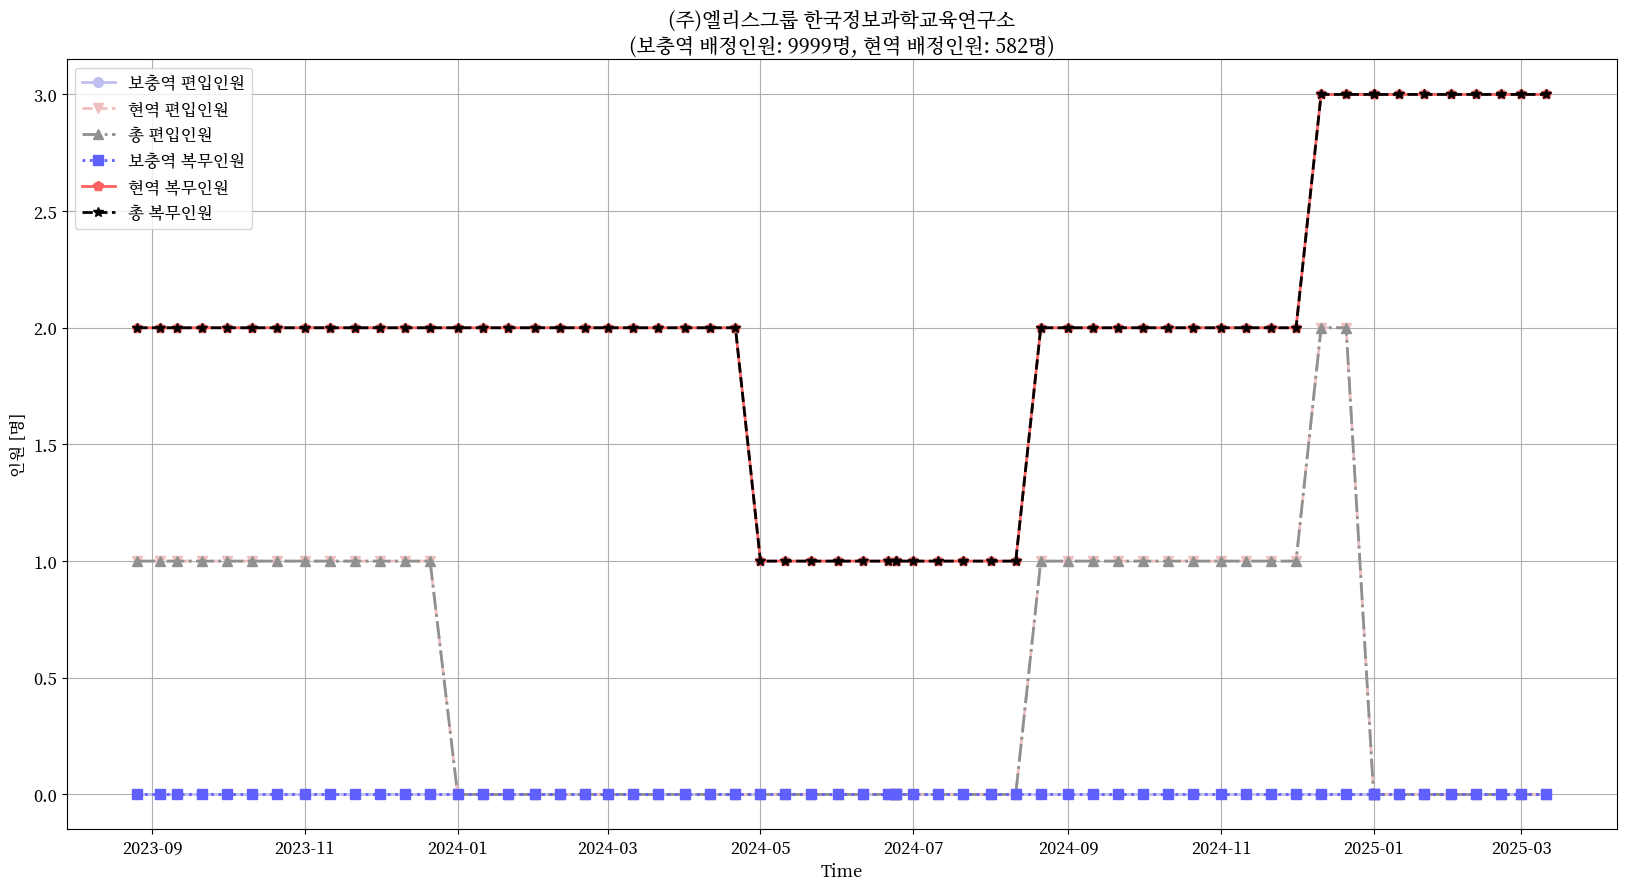 (주)엘리스그룹 한국정보과학교육연구소
(보충역 배정인원: 9999명, 현역 배정인원: 582명)
보충역 편입인원
현역 편입인원
총 편입인원
보충역 복무인원
현역 복무인원
총 복무인원
인원 [명]
3.0
2.5
2.0
1.5
1.0
0.5
0.0
2023-09
2023-11
2024-01
2024-03
2024-05
2024-07
2024-09
2024-11
2025-01
2025-03
Time